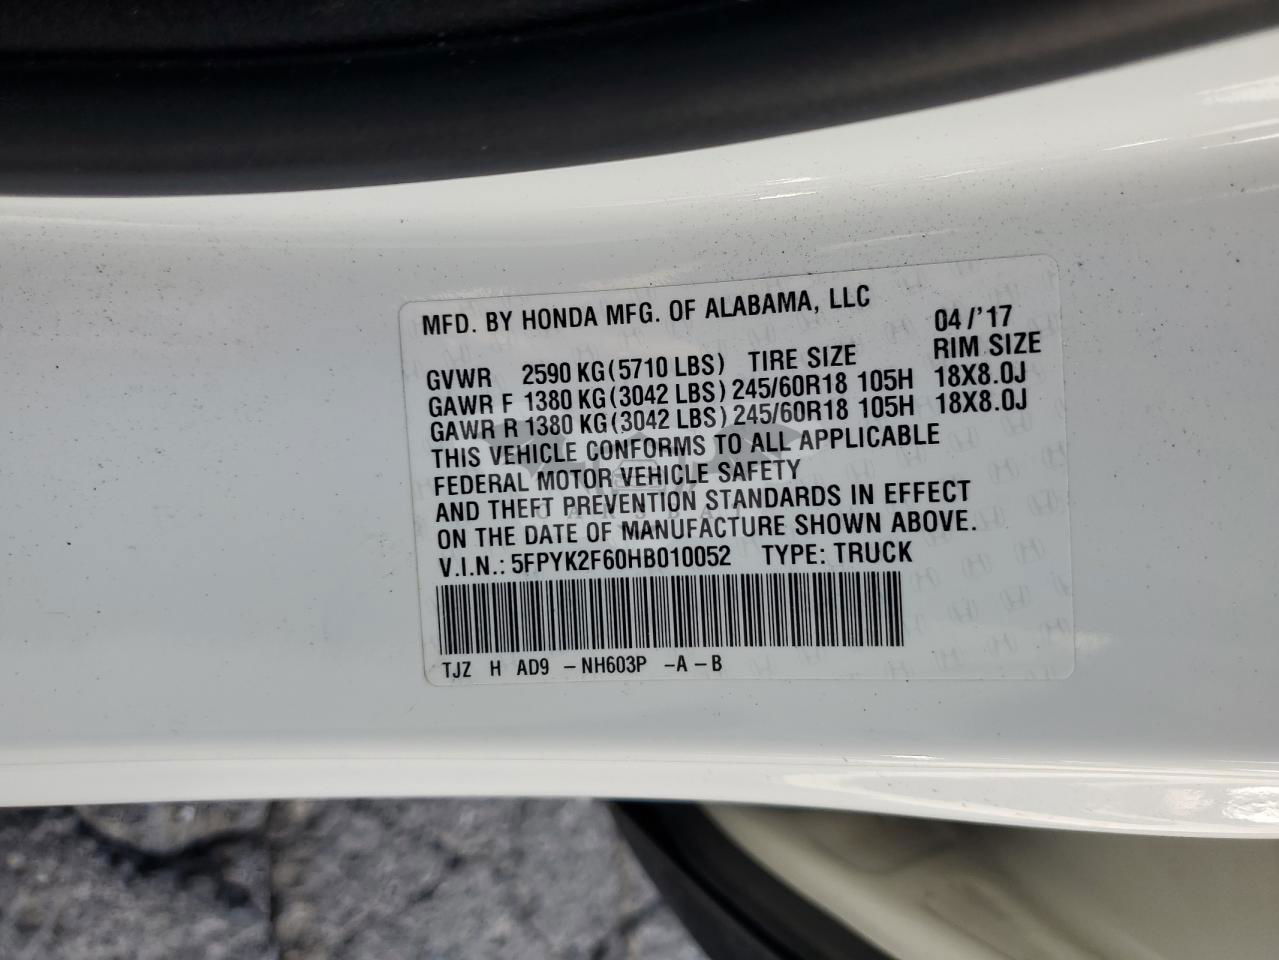 MFD. BY HONDA MFG. OF ALABAMA, LLC 04/'17
GVWR 2590 KG(5710 LBS) TIRE SIZE RIM SIZE
GAWR F 1380 KG(3042 LBS) 245/60R18 105H 18X8.0J
GAWR R 1380 KG(3042 LBS) 245/60R18 105H 18X8.0J
THIS VEHICLE CONFORMS TO ALL APPLICABLE
FEDERAL MOTOR VEHICLE SAFETY
AND THEFT PREVENTION STANDARDS IN EFFECT
ON THE DATE OF MANUFACTURE SHOWN ABOVE.
V.I.N.: 5FPYK2F60HB010052 TYPE: TRUCK
TJZ H AD9 -NH603P -A-B